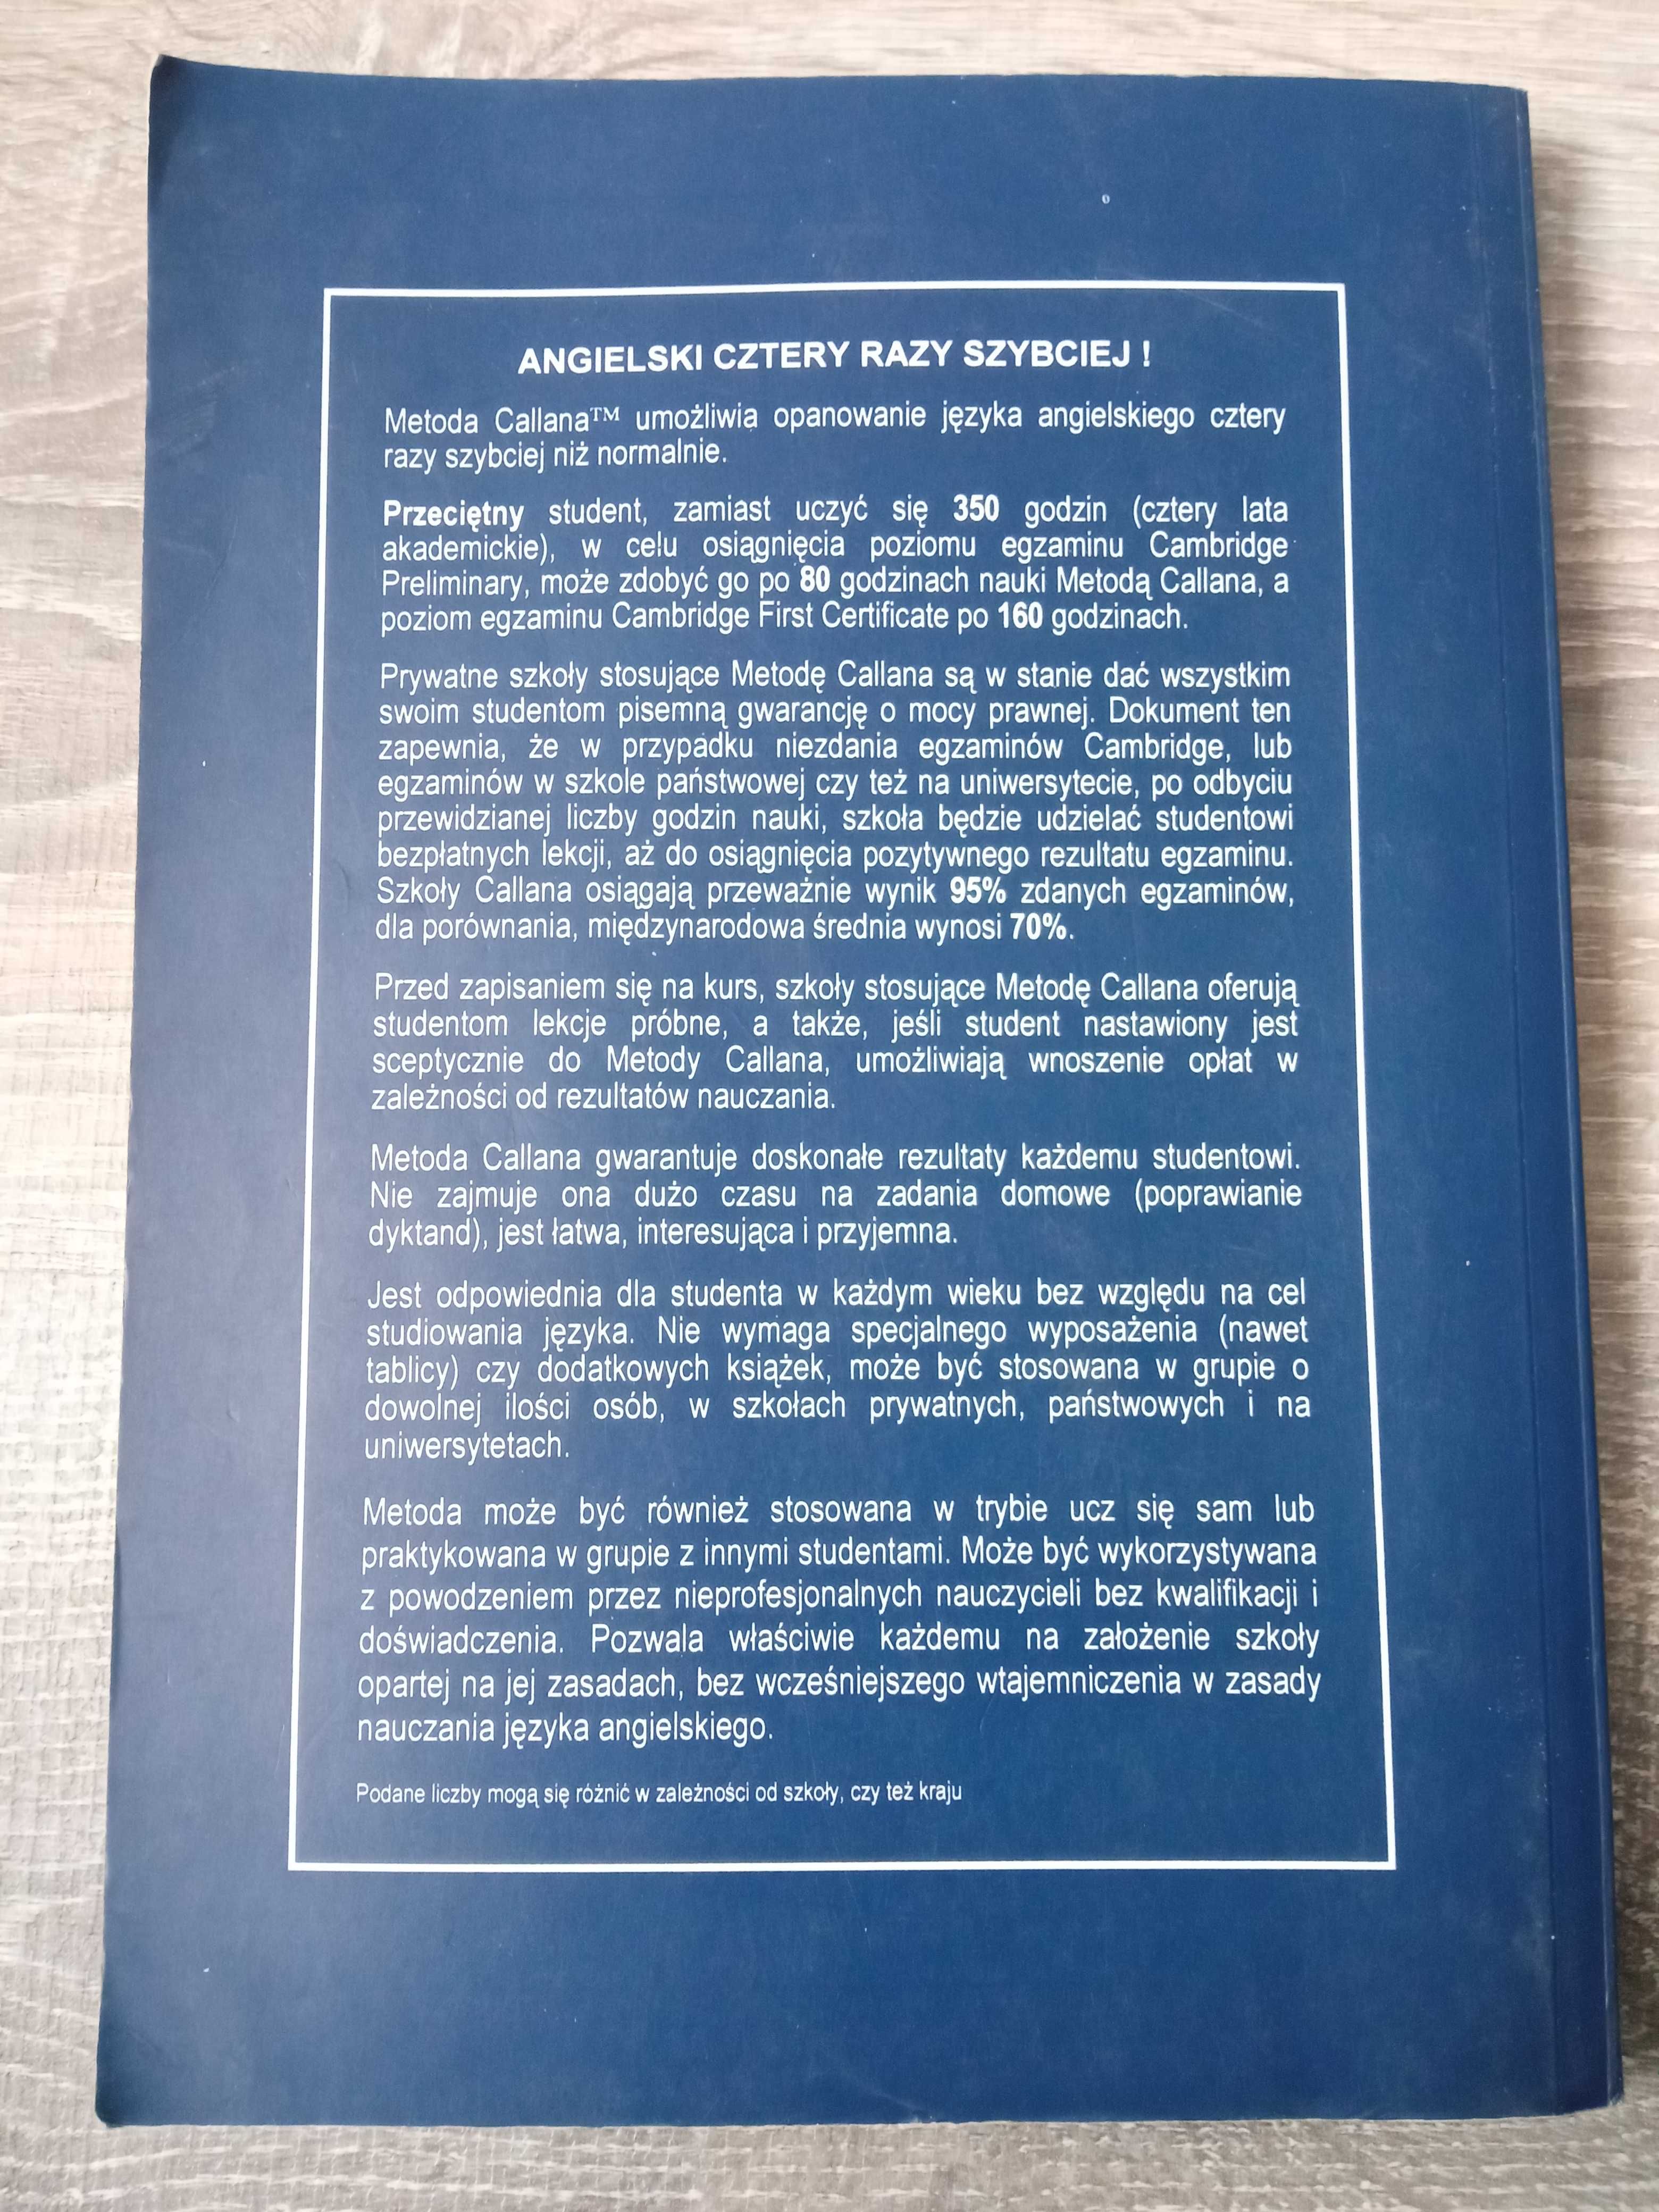 ANGIELSKI CZTERY RAZY SZYBCIEJ !
Metoda Callana™ umożliwia opanowanie języka angielskiego cztery
razy szybciej niż normalnie.
Przeciętny student, zamiast uczyć się 350 godzin (cztery lata
akademickie), w celu osiągnięcia poziomu egzaminu Cambridge
Preliminary, może zdobyć go po 80 godzinach nauki Metodą Callana, a
poziom egzaminu Cambridge First Certificate po 160 godzinach.
Prywatne szkoły stosujące Metodę Callana są w stanie dać wszystkim
swoim studentom pisemną gwarancję o mocy prawnej. Dokument ten
zapewnia, że w przypadku niezdania egzaminów Cambridge, lub
egzaminów w szkole państwowej czy też na uniwersytecie, po odbyciu
przewidzianej liczby godzin nauki, szkoła będzie udzielać studentowi
bezpłatnych lekcji, aż do osiągnięcia pozytywnego rezultatu egzaminu.
Szkoły Callana osiągają przeważnie wynik 95% zdanych egzaminów,
dla porównania, międzynarodowa średnia wynosi 70%.
Przed zapisaniem się na kurs, szkoły stosujące Metodę Callana oferują
studentom lekcje próbne, a także, jeśli student nastawiony jest
sceptycznie do Metody Callana, umożliwiają wnoszenie opłat w
zależności od rezultatów nauczania.
Metoda Callana gwarantuje doskonałe rezultaty każdemu studentowi.
Nie zajmuje ona dużo czasu na zadania domowe (poprawianie
dyktand), jest łatwa, interesująca i przyjemna.
Jest odpowiednia dla studenta w każdym wieku bez względu na cel
studiowania języka. Nie wymaga specjalnego wyposażenia (nawet
tablicy) czy dodatkowych książek, może być stosowana w grupie o
dowolnej ilości osób, w szkołach prywatnych, państwowych i na
uniwersytetach.
Metoda może być również stosowana w trybie ucz się sam lub
praktykowana w grupie z innymi studentami. Może być wykorzystywana
z powodzeniem przez nieprofesjonalnych nauczycieli bez kwalifikacji i
doświadczenia. Pozwala właściwie każdemu na założenie szkoły
opartej na jej zasadach, bez wcześniejszego wtajemniczenia w zasady
nauczania języka angielskiego.
Podane liczby mogą się różnić w zależności od szkoły, czy też kraju